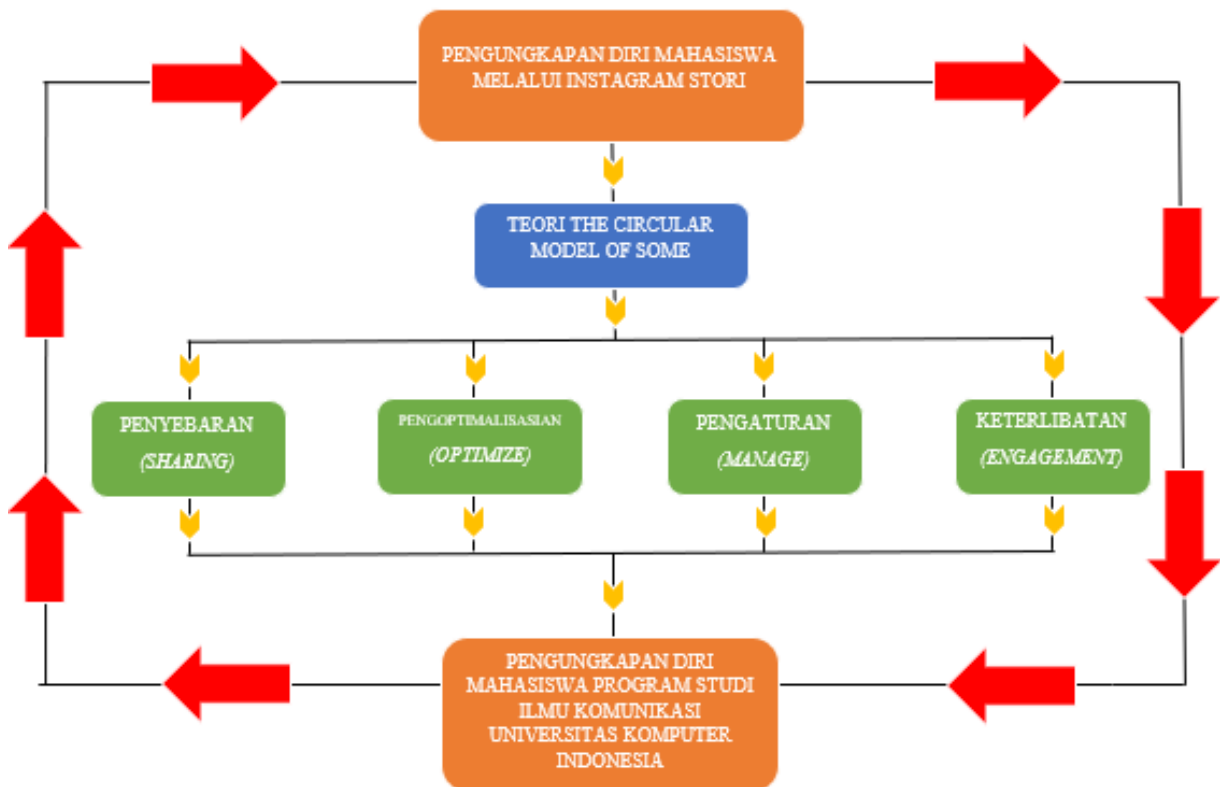 PENGUNGKAPAN DIRI MAHASISWA
MELALUI INSTAGRAM STORI
TEORI THE CIRCULAR
MODEL OF SOME
PENYEBARAN
(SHARING)
PENGOPTIMALISASIAN
(OPTIMIZE)
PENGATURAN
(MANAGE)
KETERLIBATAN
(ENGAGEMENT)
PENGUNGKAPAN DIRI
MAHASISWA PROGRAM STUDI
ILMU KOMUNIKASI
UNIVERSITAS KOMPUTER
INDONESIA